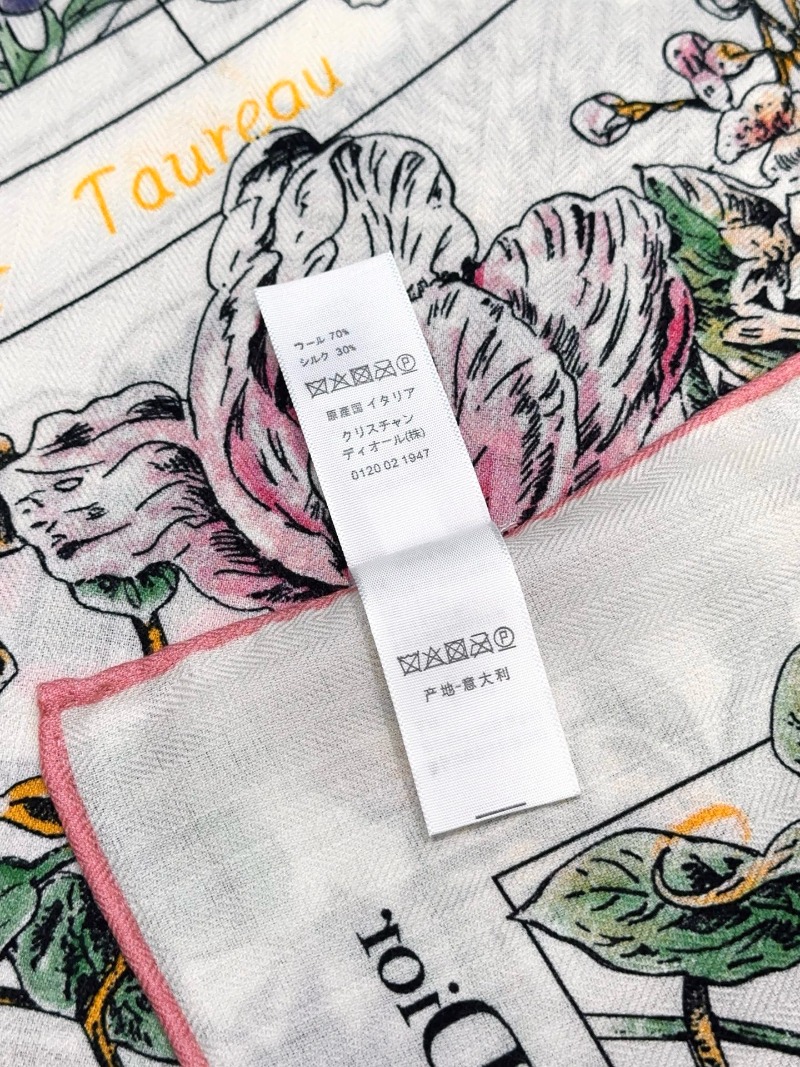 Taureau
ウール 70%
シルク 30%
P
原産国 イタリア
クリスチャン
ディオール(株)
0120 02 1947
P
产地-意大利
Dior